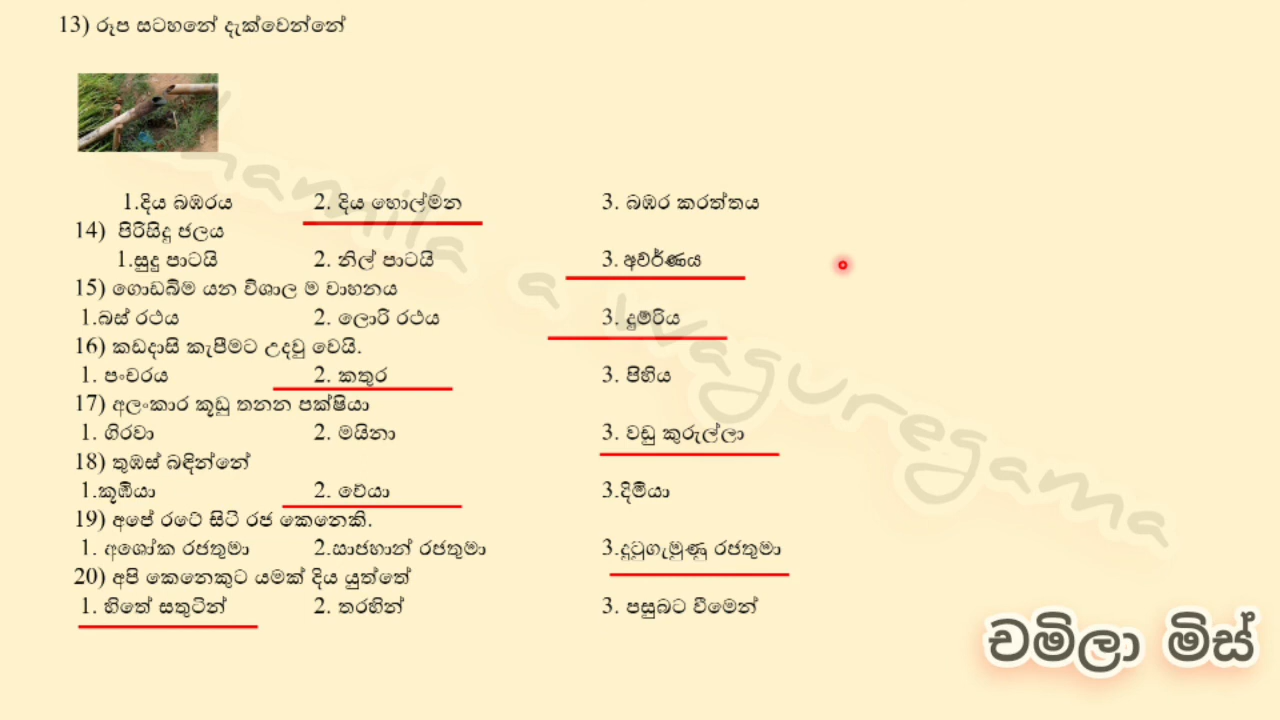 13) රූප සටහනේ දැක්වෙන්නේ
1.දිය බඹරය 2. දිය හොල්මන 3. බඹර කරත්තය
14) පිරිසිදු ජලය
1.සුදු පාටයි 2. නිල් පාටයි 3. අවර්ණය
15) ගොඩබිම යන විශාල ම වාහනය
1.බස් රථය 2. ලොරි රථය 3. දුම්රිය
16) කඩදාසි කැපීමට උදවු වෙයි.
1. පංචරය 2. කතුර 3. පිහිය
17) අලංකාර කූඩු තනන පක්ෂියා
1. ගිරවා 2. මයිනා 3. වඩු කුරුල්ලා
18) තුඹස් බඳින්නේ
1.කූඹියා 2. වේයා 3.දිමියා
19) අපේ රටේ සිටි රජ කෙනෙකි.
1. අශෝක රජතුමා 2.සාජහාන් රජතුමා 3.දුටුගැමුණු රජතුමා
20) අපි කෙනෙකුට යමක් දිය යුත්තේ
1. හිතේ සතුටින් 2. තරහින් 3. පසුබට වීමෙන්
chamila a waguregama
චමිලා මිස්